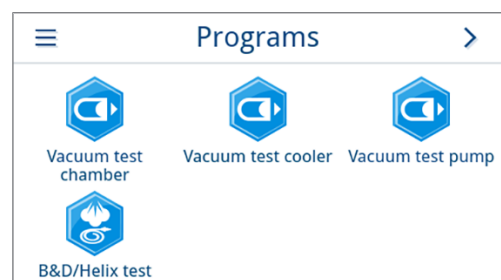 Programs
Vacuum test
chamber
Vacuum test cooler
Vacuum test pump
B&D/Helix test